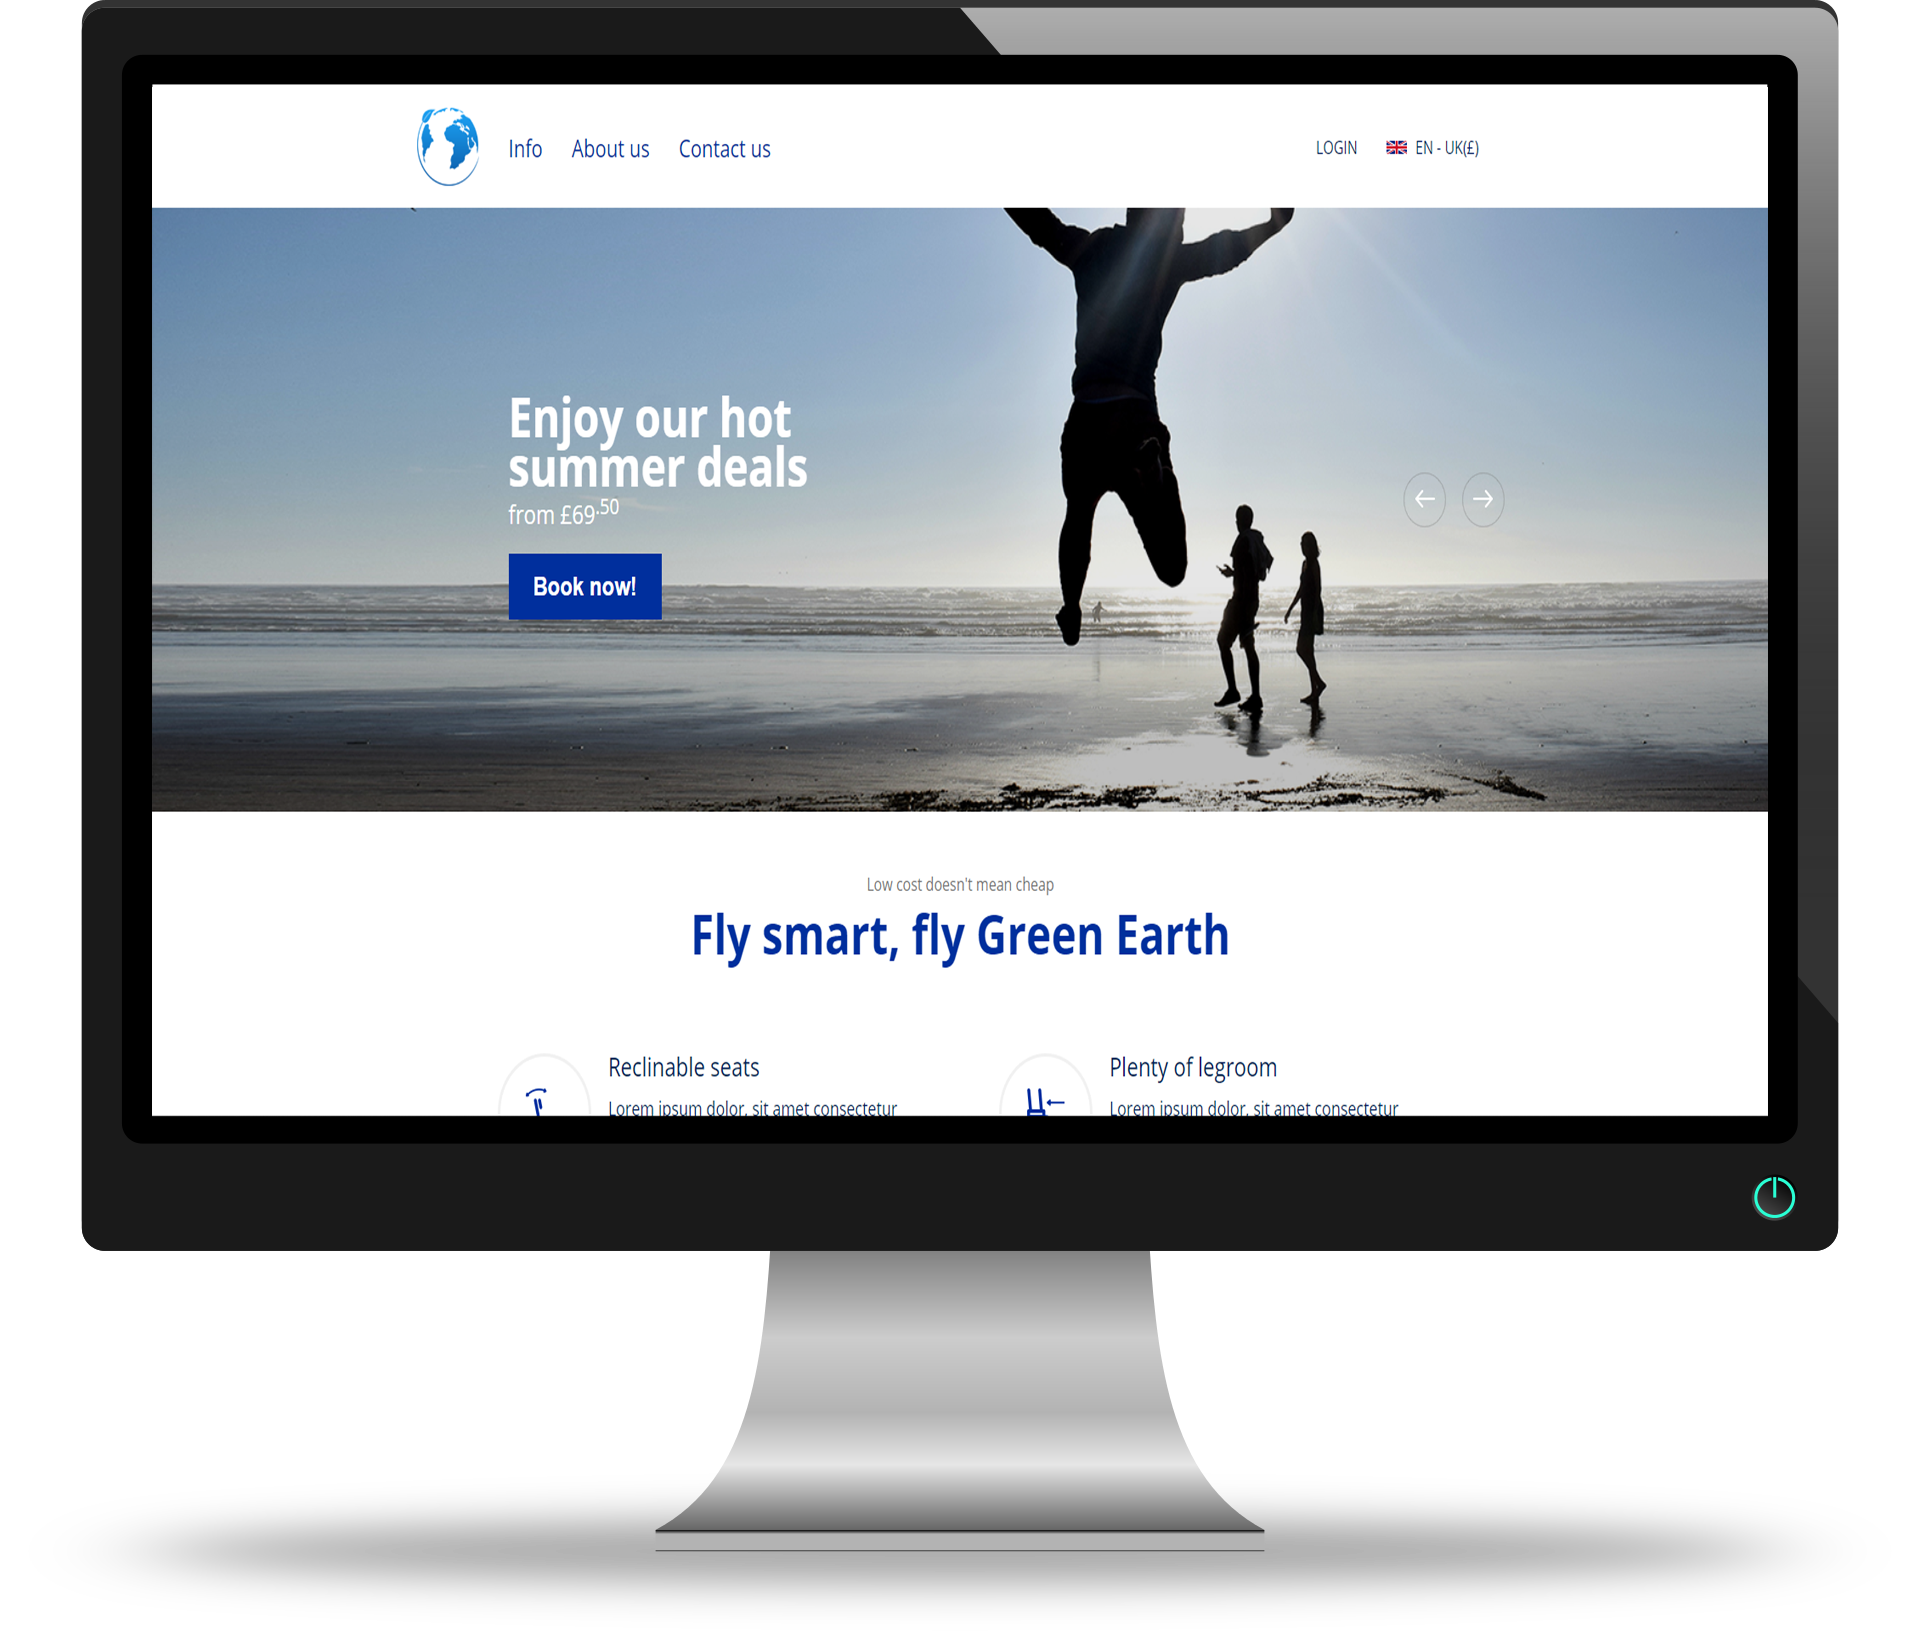 Info About us Contact us LOGIN EN - UK(£)
Enjoy our hot
summer deals
from £69.50
Book now!
Low cost doesn't mean cheap
Fly smart, fly Green Earth
Reclinable seats Plenty of legroom
Lorem ipsum dolor, sit amet consectetur Lorem ipsum dolor, sit amet consectetur